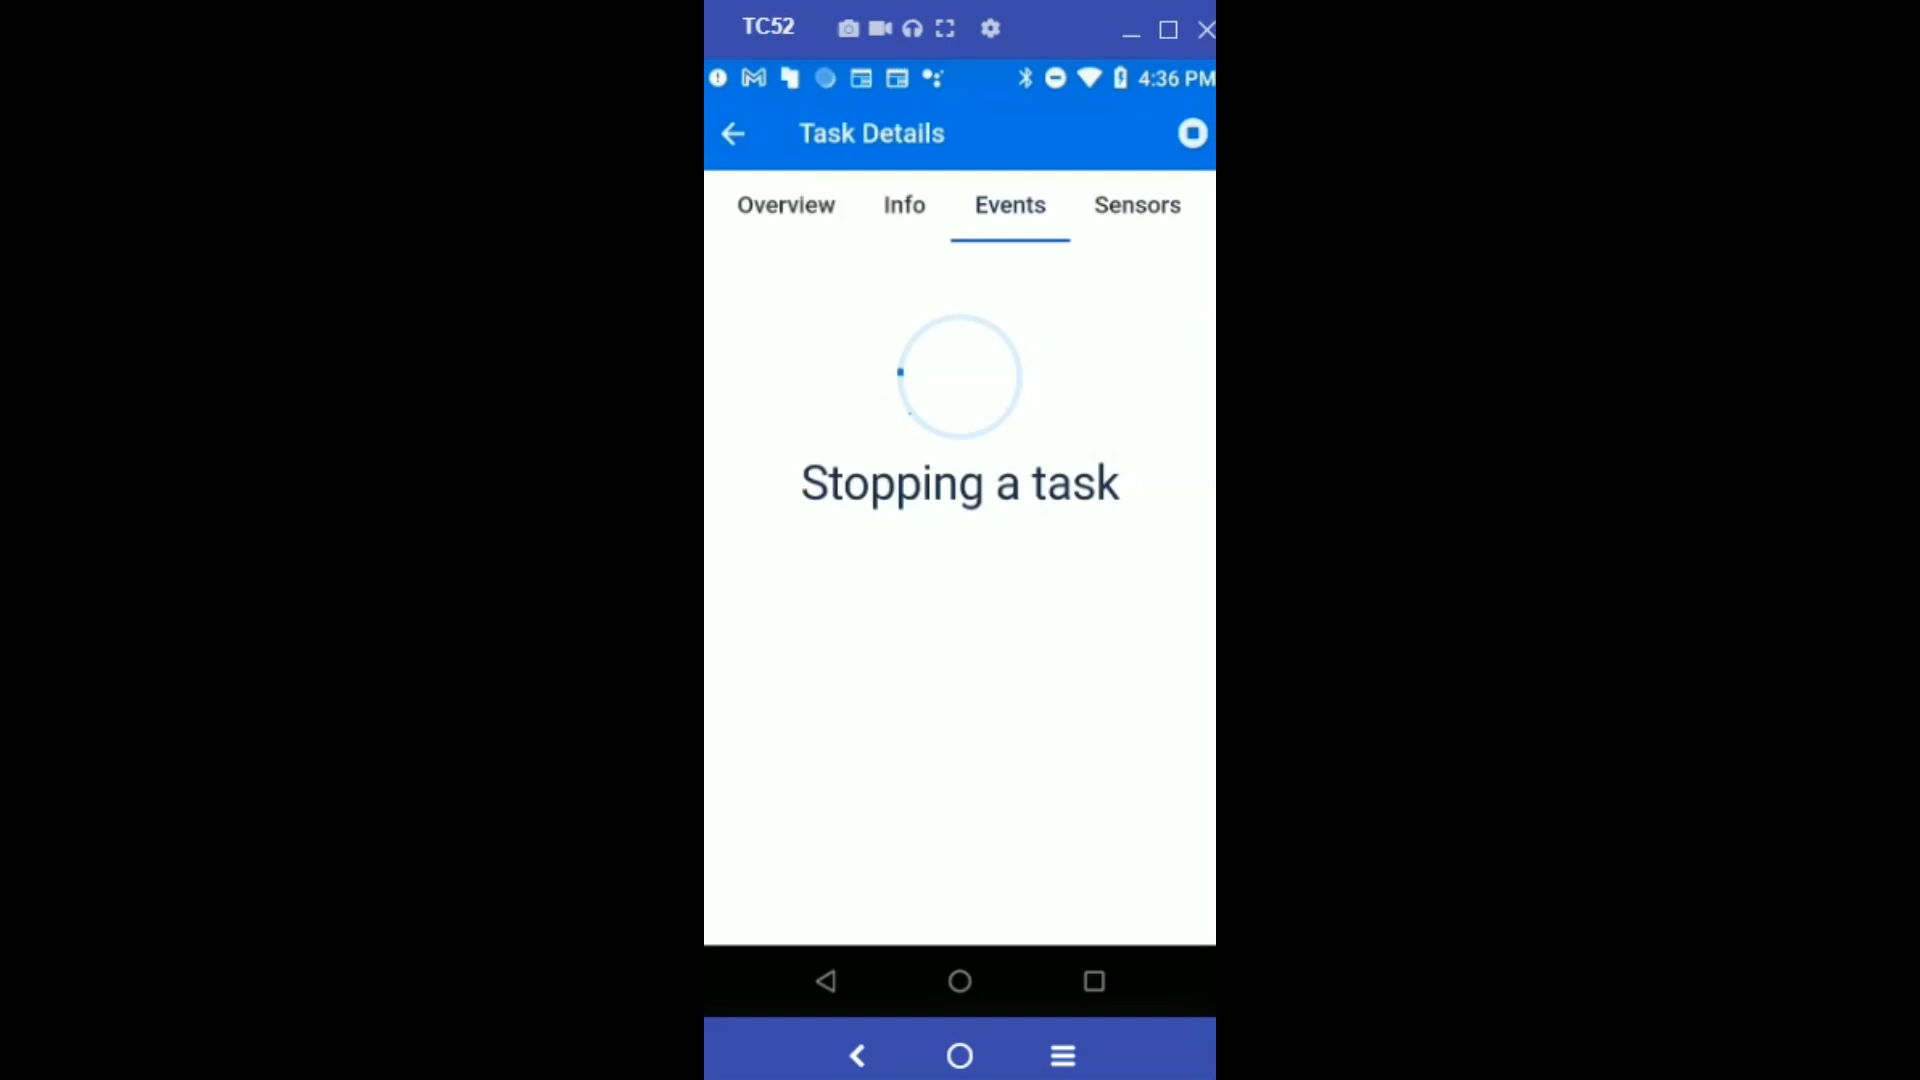 TC52
4:36 PM
Task Details
Overview Info Events Sensors
Stopping a task